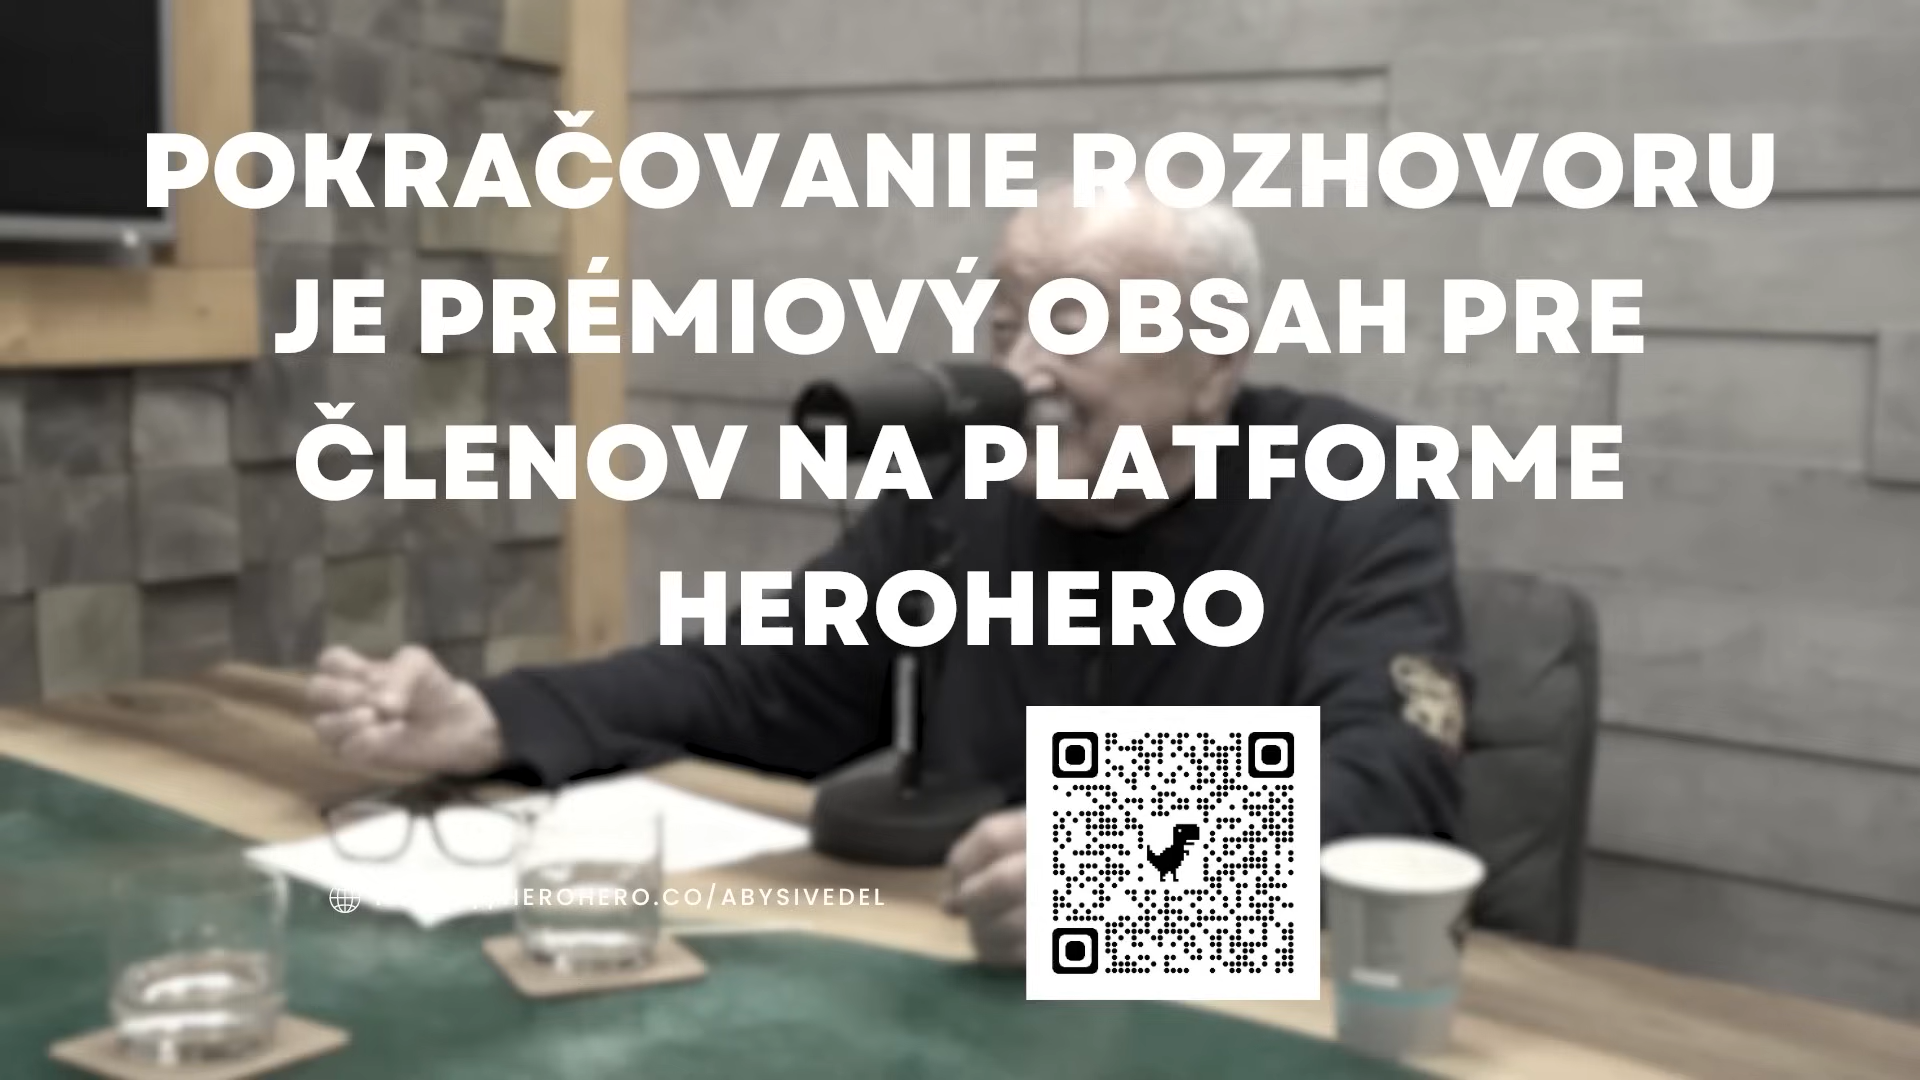 POKRAČOVANIE ROZHOVORU
JE PRÉMIOVÝ OBSAH PRE
ČLENOV NA PLATFORME
HEROHERO
HEROHERO.CO/ABYSIVEDEL